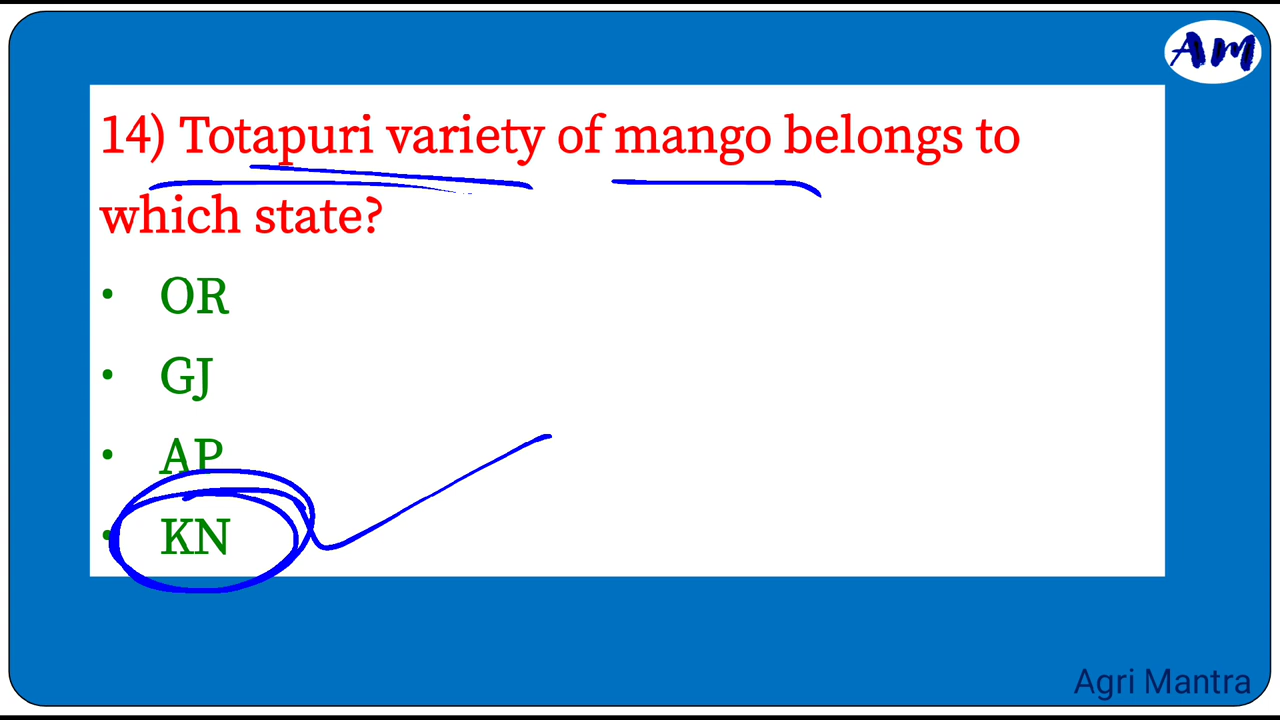 AM
14) Totapuri variety of mango belongs to
which state?
• OR
• GJ
• AP
• KN
Agri Mantra